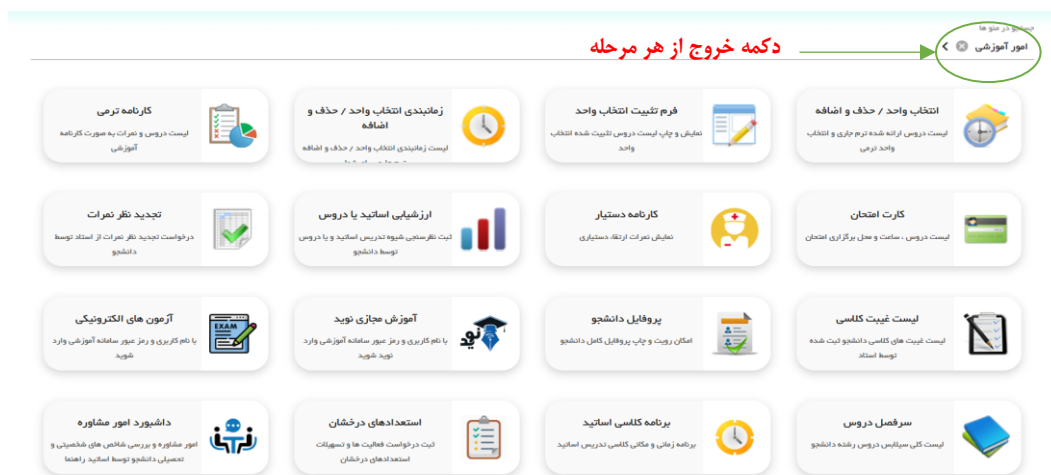 جستجو در منو ها
امور آموزشی
دکمه خروج از هر مرحله
انتخاب واحد / حذف و اضافه
لیست دروس ارائه شده ترم جاری و انتخاب
واحد ترمی
فرم تثبیت انتخاب واحد
نمایش و چاپ لیست دروس تثبیت شده انتخاب
واحد
زمانبندی انتخاب واحد / حذف و
اضافه
لیست زمانبندی انتخاب واحد / حذف و اضافه
کارنامه ترمی
لیست دروس و نمرات به صورت کارنامه
آموزشی
کارت امتحان
لیست دروس ، ساعت و محل برگزاری امتحان
کارنامه دستیار
نمایش نمرات ارتقاء دستیاری
ارزشیابی اساتید یا دروس
ثبت نظرسنجی شیوه تدریس اساتید و یا دروس
توسط دانشجو
تجدید نظر نمرات
درخواست تجدید نظر نمرات از استاد توسط
دانشجو
لیست غیبت کلاسی
لیست غیبت های کلاسی دانشجو ثبت شده
توسط استاد
پروفایل دانشجو
امکان رویت و چاپ پروفایل کامل دانشجو
آموزش مجازی نوید
با نام کاربری و رمز عبور سامانه آموزشی وارد
نوید شوید
نوید
آزمون های الکترونیکی
با نام کاربری و رمز عبور سامانه آموزشی وارد
شوید
EXAM
سرفصل دروس
لیست کلی سیلابس دروس رشته دانشجو
برنامه کلاسی اساتید
برنامه زمانی و مکانی کلاسی تدریس اساتید
استعدادهای درخشان
ثبت درخواست فعالیت ها و تسهیلات
استعدادهای درخشان
داشبورد امور مشاوره
امور مشاوره و بررسی شاخص های شخصیتی و
تحصیلی دانشجو توسط اساتید راهنما